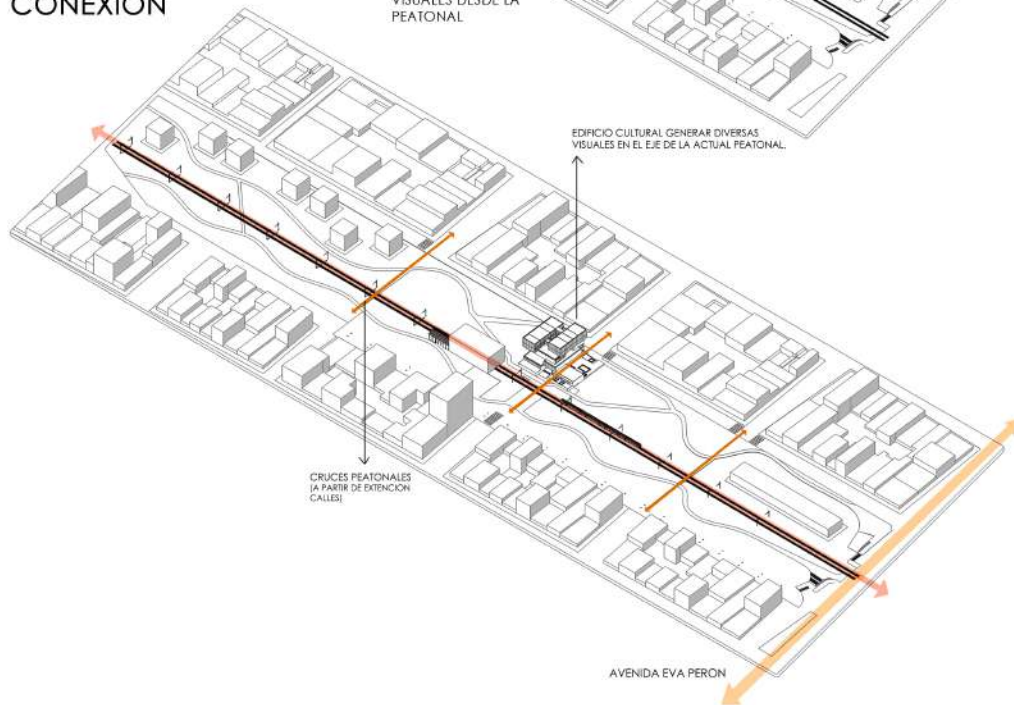 CONEXIÓN
VISUALES DESDE LA
PEATONAL
EDIFICIO CULTURAL GENERAR DIVERSAS
VISUALES EN EL EJE DE LA ACTUAL PEATONAL.
CRUCES PEATONALES
(A PARTIR DE EXTENCION
CALLES)
AVENIDA EVA PERON